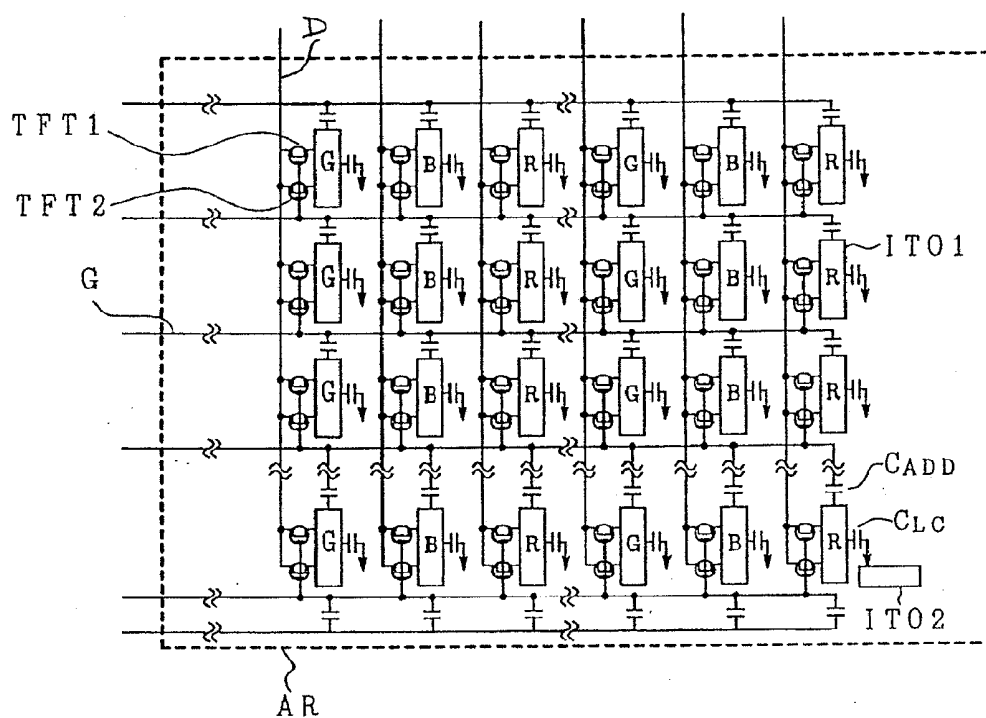 D
TFT1
G B R G B R
TFT2
ITO1
G B R G B R
G
G B R G B R
CADD
G B R G B R
CLC
ITO2
AR